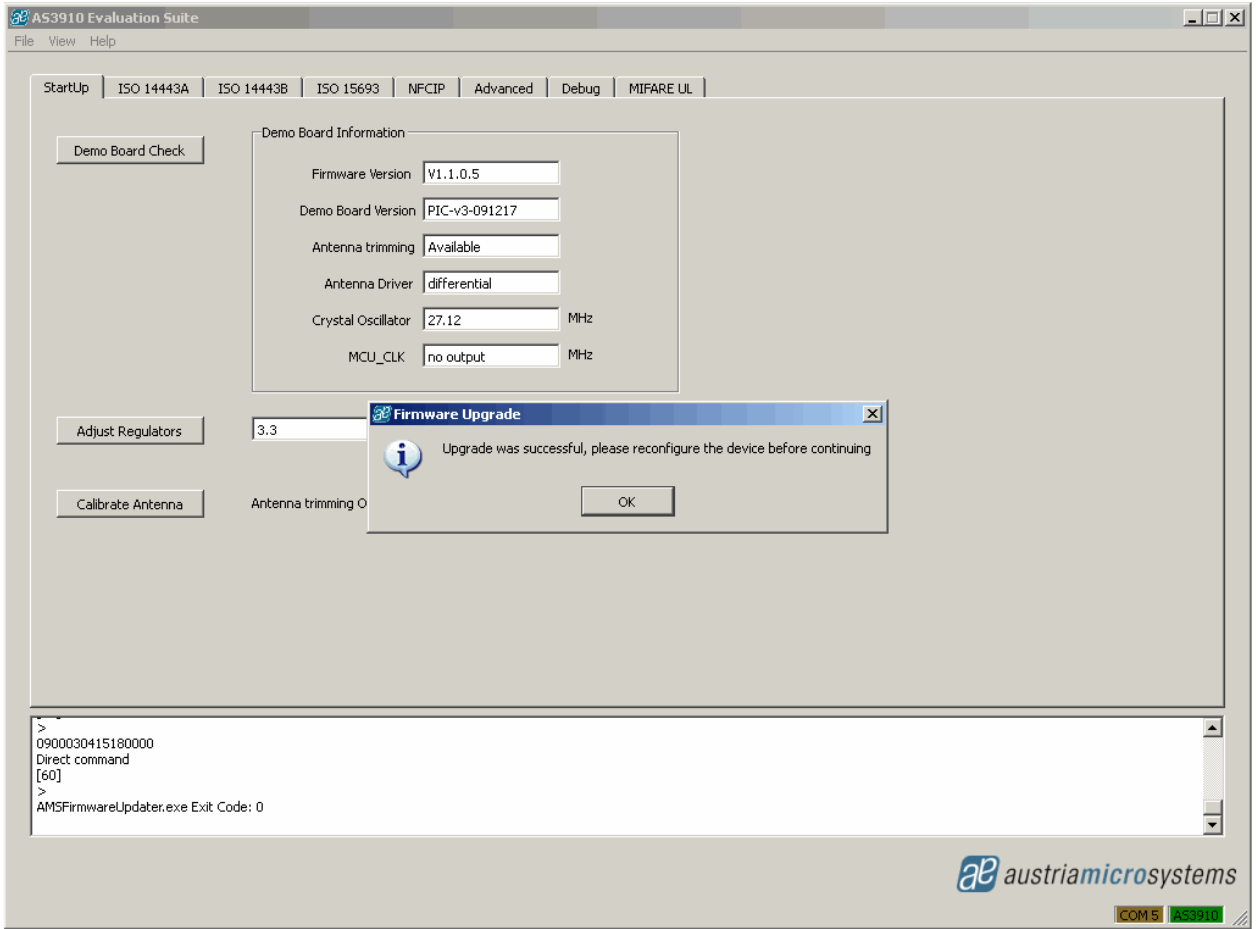 AS3910 Evaluation Suite
File View Help
StartUp ISO 14443A ISO 14443B ISO 15693 NFCIP Advanced Debug MIFARE UL
Demo Board Check
Demo Board Information
Firmware Version V1.1.0.5
Demo Board Version PIC-v3-091217
Antenna trimming Available
Antenna Driver differential
Crystal Oscillator 27.12 MHz
MCU_CLK no output MHz
Firmware Upgrade
Adjust Regulators 3.3
Upgrade was successful, please reconfigure the device before continuing
OK
Calibrate Antenna Antenna trimming O
>
0900030415180000
Direct command
[60]
>
AMSFirmwareUpdater.exe Exit Code: 0
austriamicrosystems
COM 5 AS3910